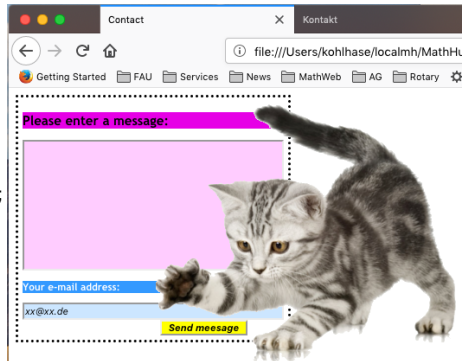 Contact
Kontakt
file:///Users/kohlhase/localmh/MathHu
Getting Started FAU Services News MathWeb AG Rotary
Please enter a message:
Your e-mail address:
xx@xx.de
Send meesage